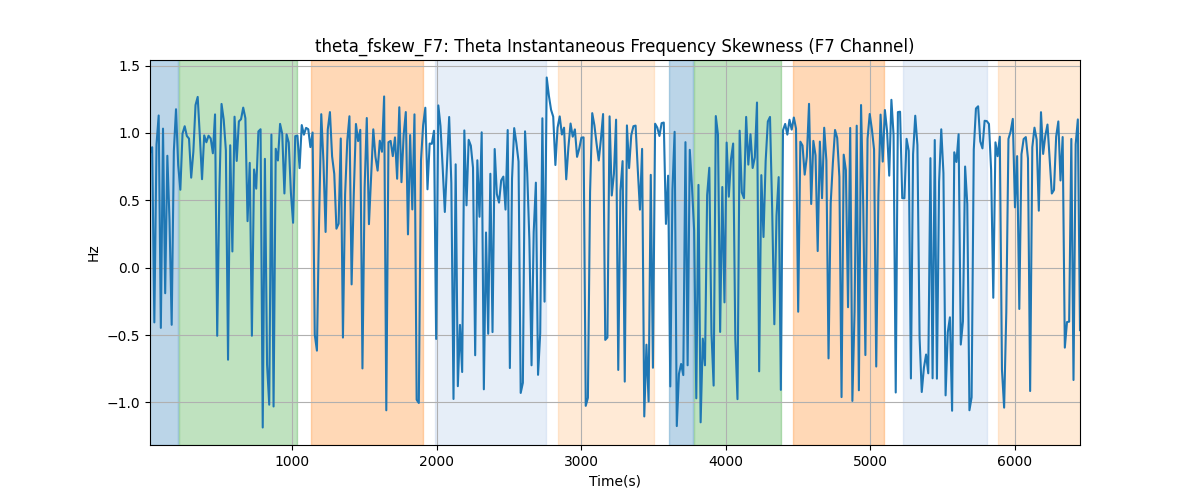 theta_fskew_F7: Theta Instantaneous Frequency Skewness (F7 Channel)
1.5
1.0
0.5
0.0
−0.5
−1.0
Hz
1000 2000 3000 4000 5000 6000
Time(s)